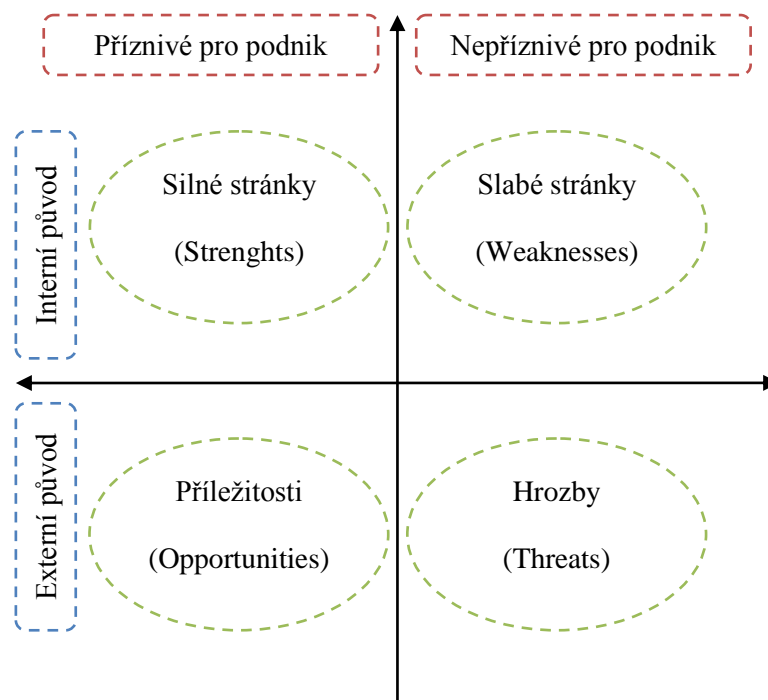 Příznivé pro podnik
Nepříznivé pro podnik
Interní původ
Silné stránky
(Strenghts)
Slabé stránky
(Weaknesses)
Externí původ
Příležitosti
(Opportunities)
Hrozby
(Threats)